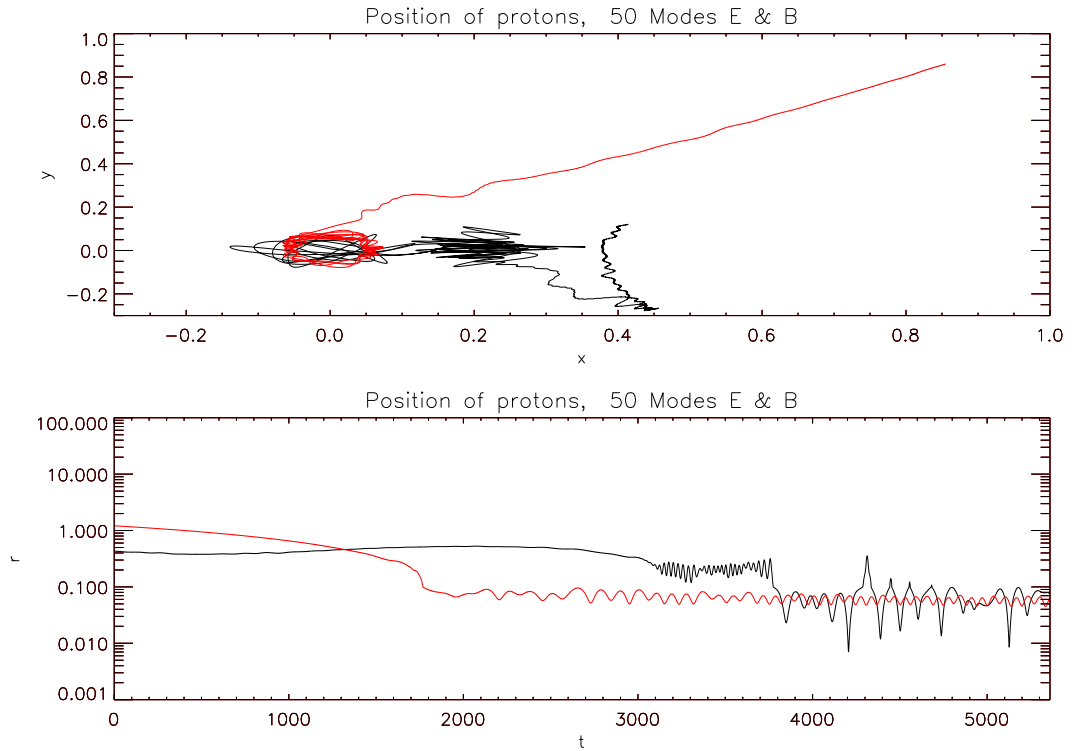 Position of protons, 50 Modes E & B
1.0
0.8
0.6
0.4
0.2
0.0
−0.2
y
−0.2 0.0 0.2 0.4 0.6 0.8 1.0
x
Position of protons, 50 Modes E & B
100.000
10.000
1.000
0.100
0.010
0.001
r
0 1000 2000 3000 4000 5000
t